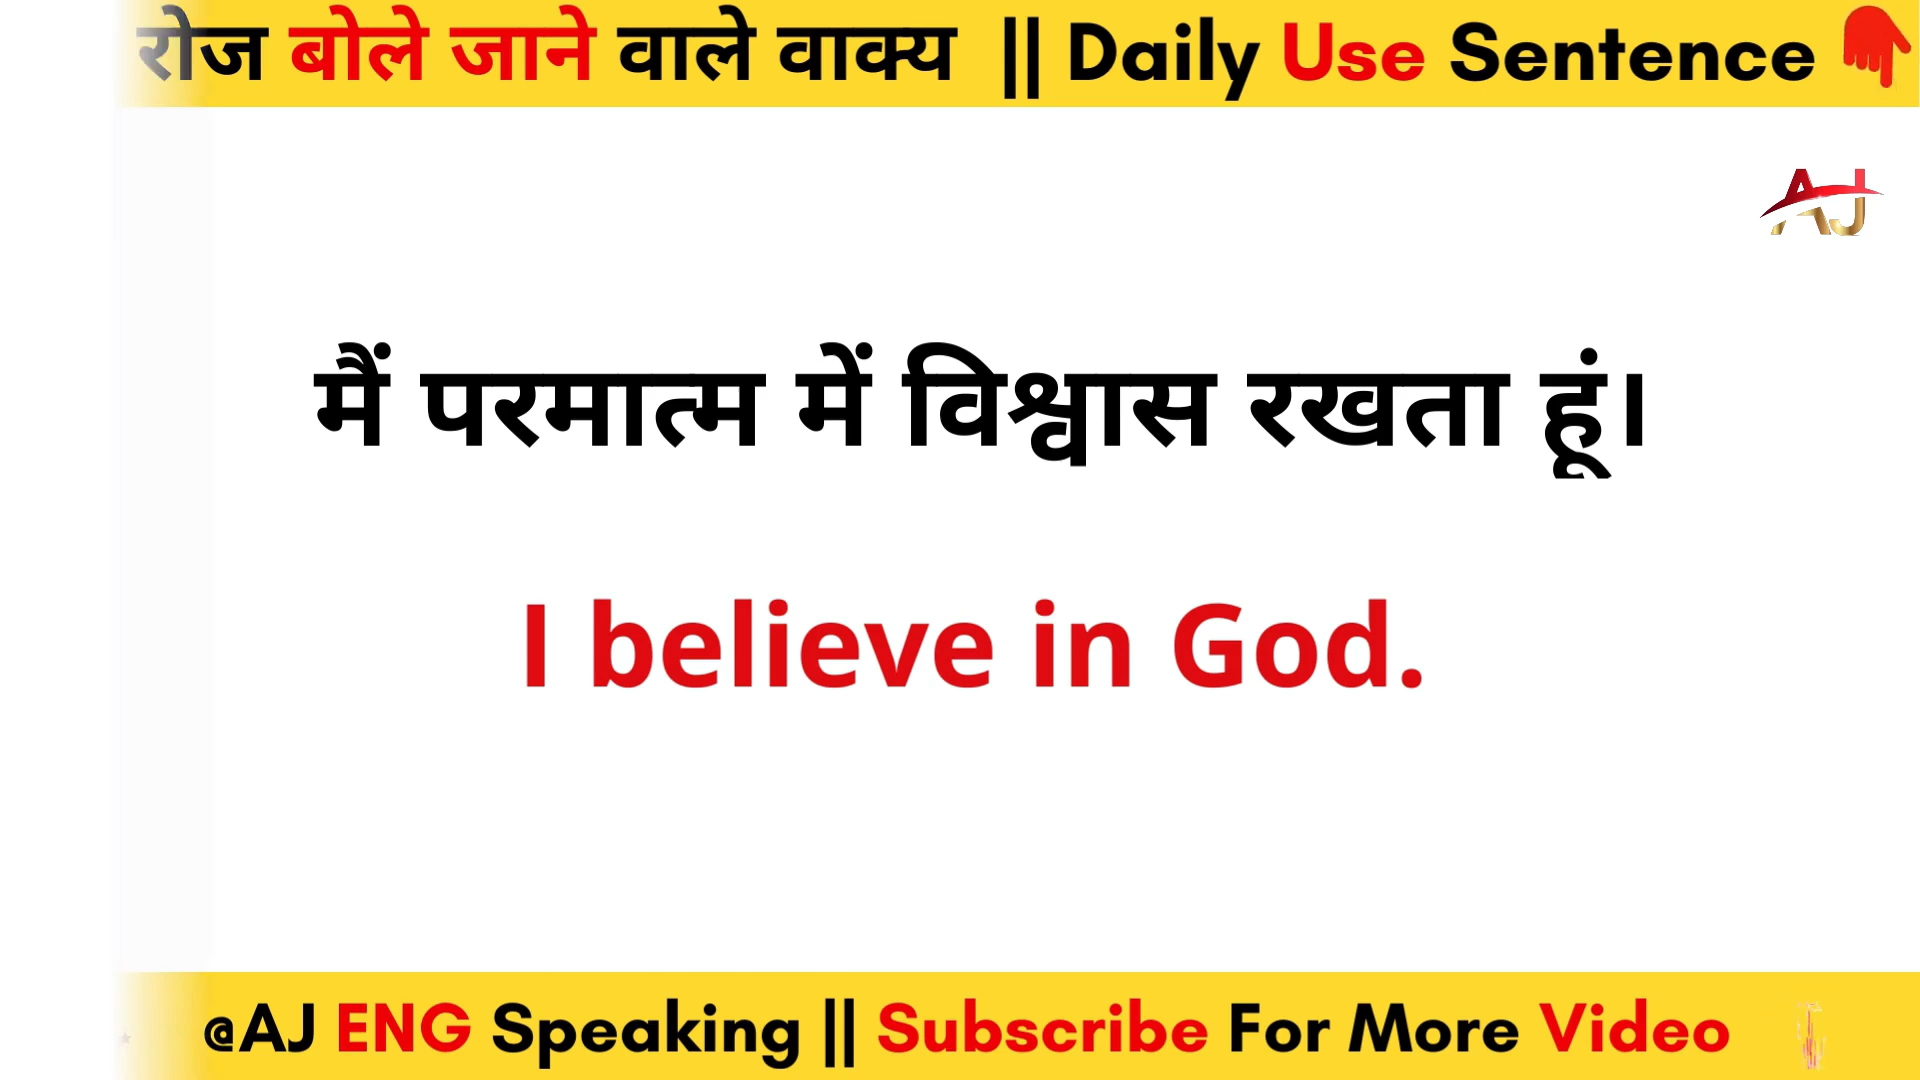 रोज बोले जाने वाले वाक्य || Daily Use Sentence
AJ
मैं परमात्म में विश्वास रखता हूं।
I believe in God.
@AJ ENG Speaking || Subscribe For More Video